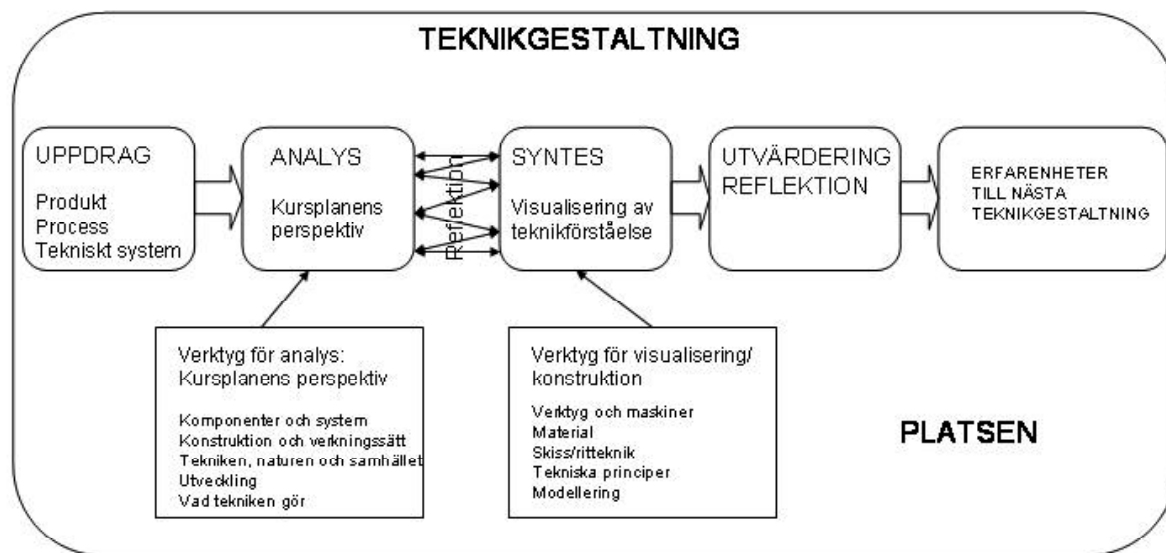 TEKNIKGESTALTNING
UPPDRAG
Produkt
Process
Tekniskt system
ANALYS
Kursplanens
perspektiv
Reflektion
SYNTES
Visualisering av
teknikförståelse
UTVÄRDERING
REFLEKTION
ERFARENHETER
TILL NÄSTA
TEKNIKGESTALTNING
Verktyg för analys:
Kursplanens perspektiv
Komponenter och system
Konstruktion och verkningssätt
Tekniken, naturen och samhället
Utveckling
Vad tekniken gör
Verktyg för visualisering/
konstruktion
Verktyg och maskiner
Material
Skiss/ritteknik
Tekniska principer
Modellering
PLATSEN